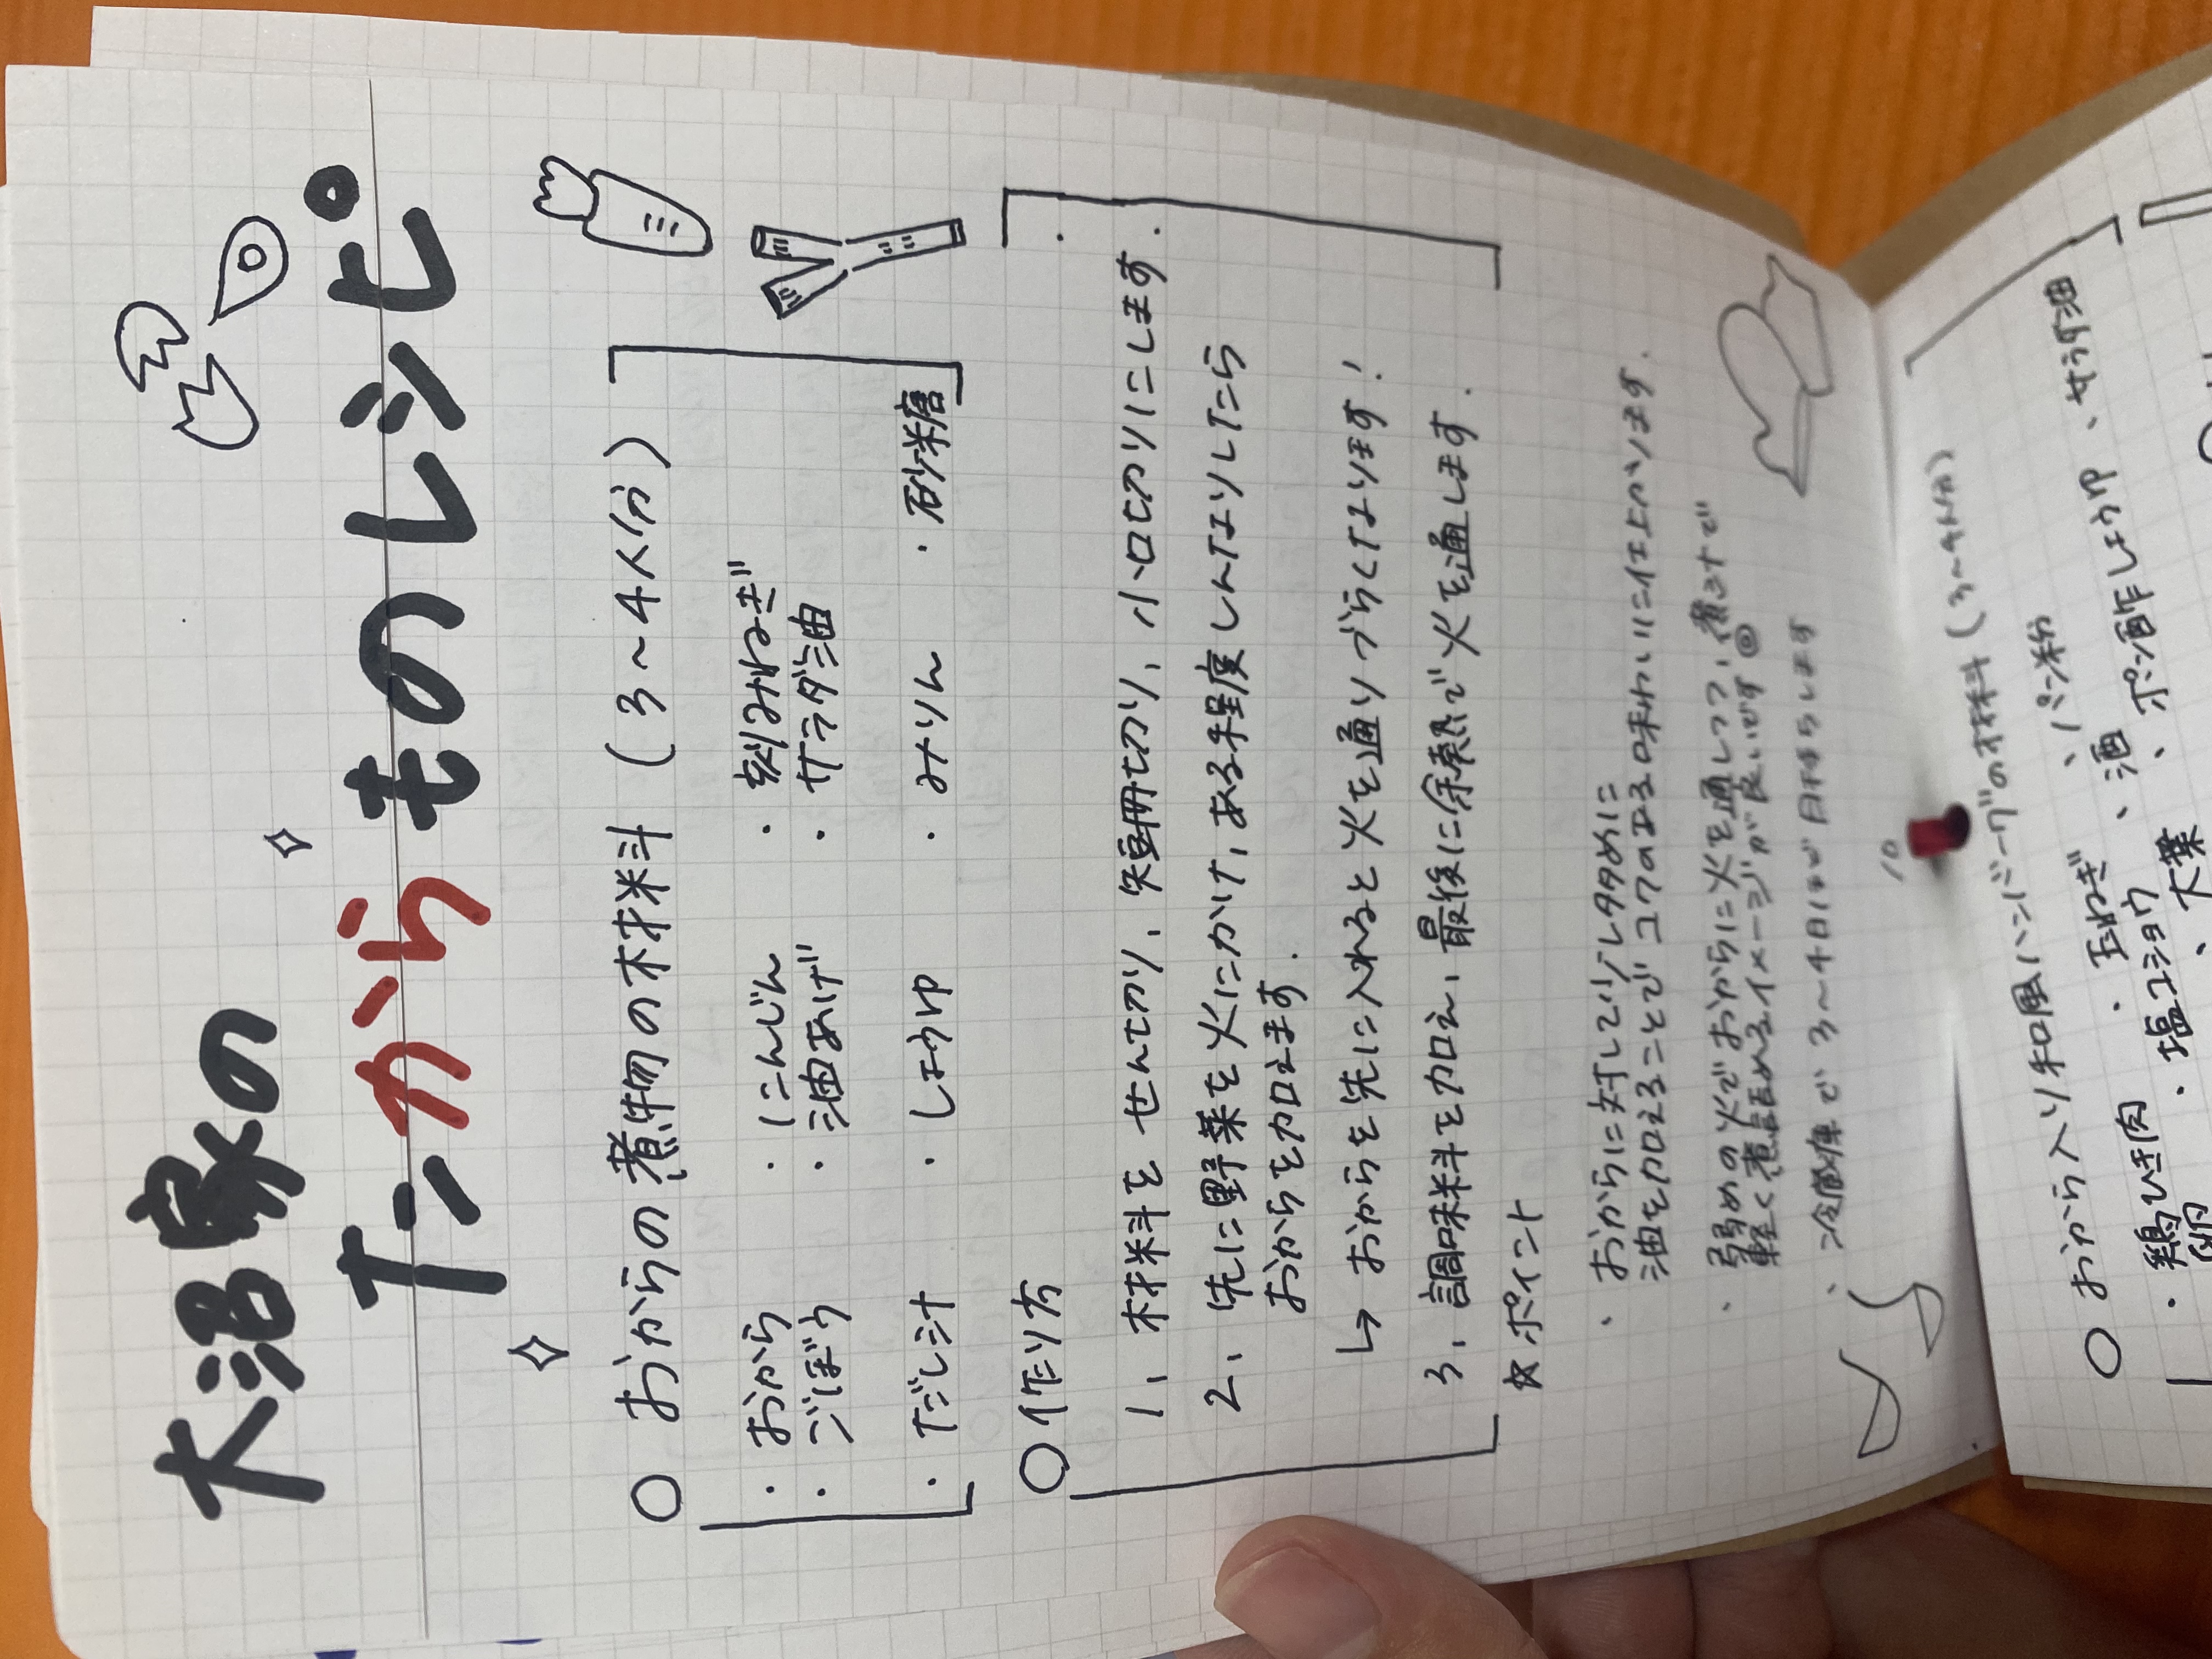 大沼家の
たからものレシピ
○ おからの煮物の材料 (3~4人分)
・おから ・にんじん ・刻みねぎ
・ごぼう ・油あげ ・サラダ油
・だし汁 ・しょうゆ ・みりん ・砂糖
○作り方
1, 材料を せん切り, 短冊切り, 小口切りにします.
2, 先に野菜を火にかけ, ある程度しんなりしたら
おからを加えます.
↳ おからを先に入れると火を通りづらくなります!
3, 調味料を加え, 最後に余熱で火を通します.
☆ポイント
・おからに対して少し多めに
油を加えることでコクのある味わいに仕上がります.
・弱めの火でおからに火を通しつつ, 煮汁で
軽く煮詰めるイメージが良いです◎
・冷蔵庫で3~4日ほど日持ちします
10
○ おから入り和風ハンバーグの材料 (3~4人分)
・鶏ひき肉 ・玉ねぎ ・パン粉
卵 ・塩コショウ ・酒 ・サラダ油
・大葉 ・ポン酢しょうゆ